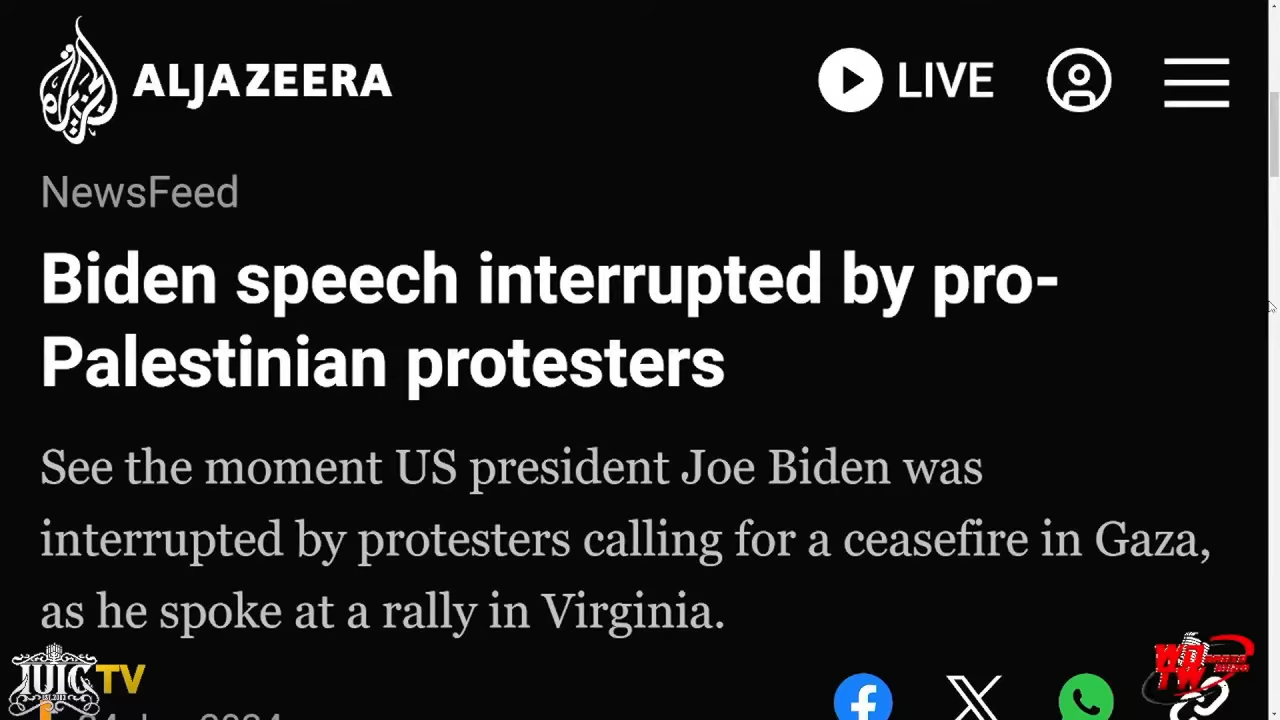 ALJAZEERA
LIVE
NewsFeed
Biden speech interrupted by pro-
Palestinian protesters
See the moment US president Joe Biden was
interrupted by protesters calling for a ceasefire in Gaza,
as he spoke at a rally in Virginia.
IUIC TV